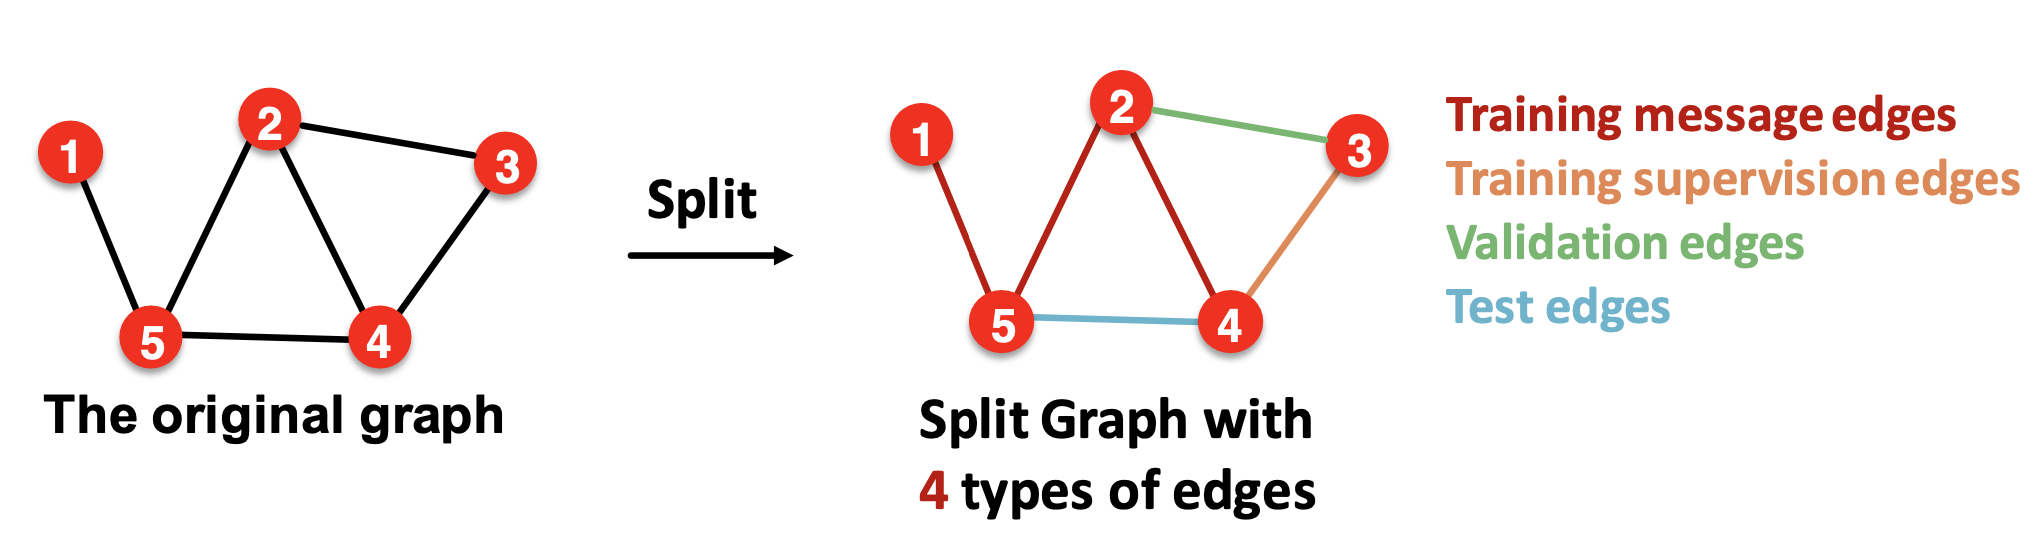 1
2
3
5
4
The original graph
Split
1
2
3
5
4
Split Graph with
4 types of edges
Training message edges
Training supervision edges
Validation edges
Test edges